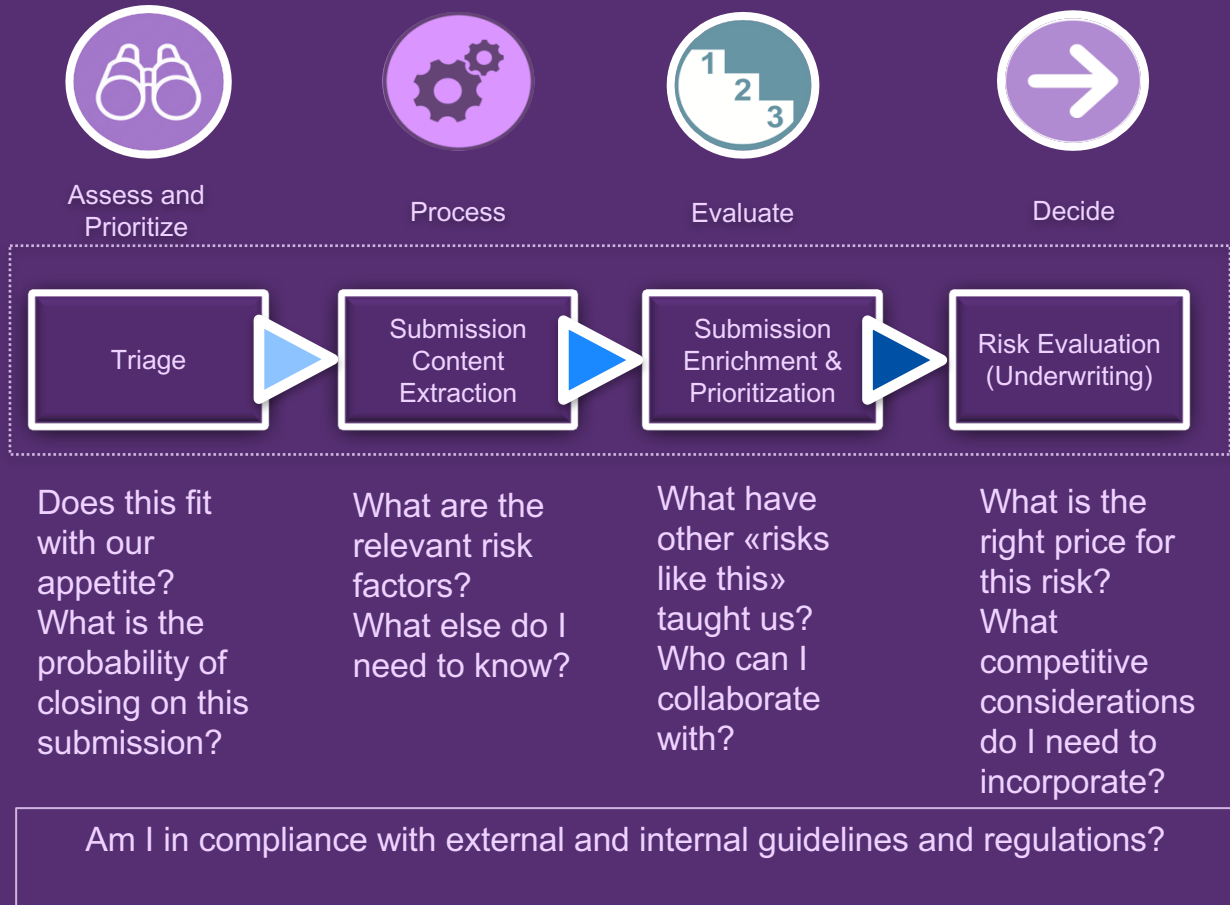 1
2
3
Assess and
Prioritize
Process
Evaluate
Decide
Triage
Submission
Content
Extraction
Submission
Enrichment &
Prioritization
Risk Evaluation
(Underwriting)
Does this fit
with our
appetite?
What is the
probability of
closing on this
submission?
What are the
relevant risk
factors?
What else do I
need to know?
What have
other «risks
like this»
taught us?
Who can I
collaborate
with?
What is the
right price for
this risk?
What
competitive
considerations
do I need to
incorporate?
Am I in compliance with external and internal guidelines and regulations?